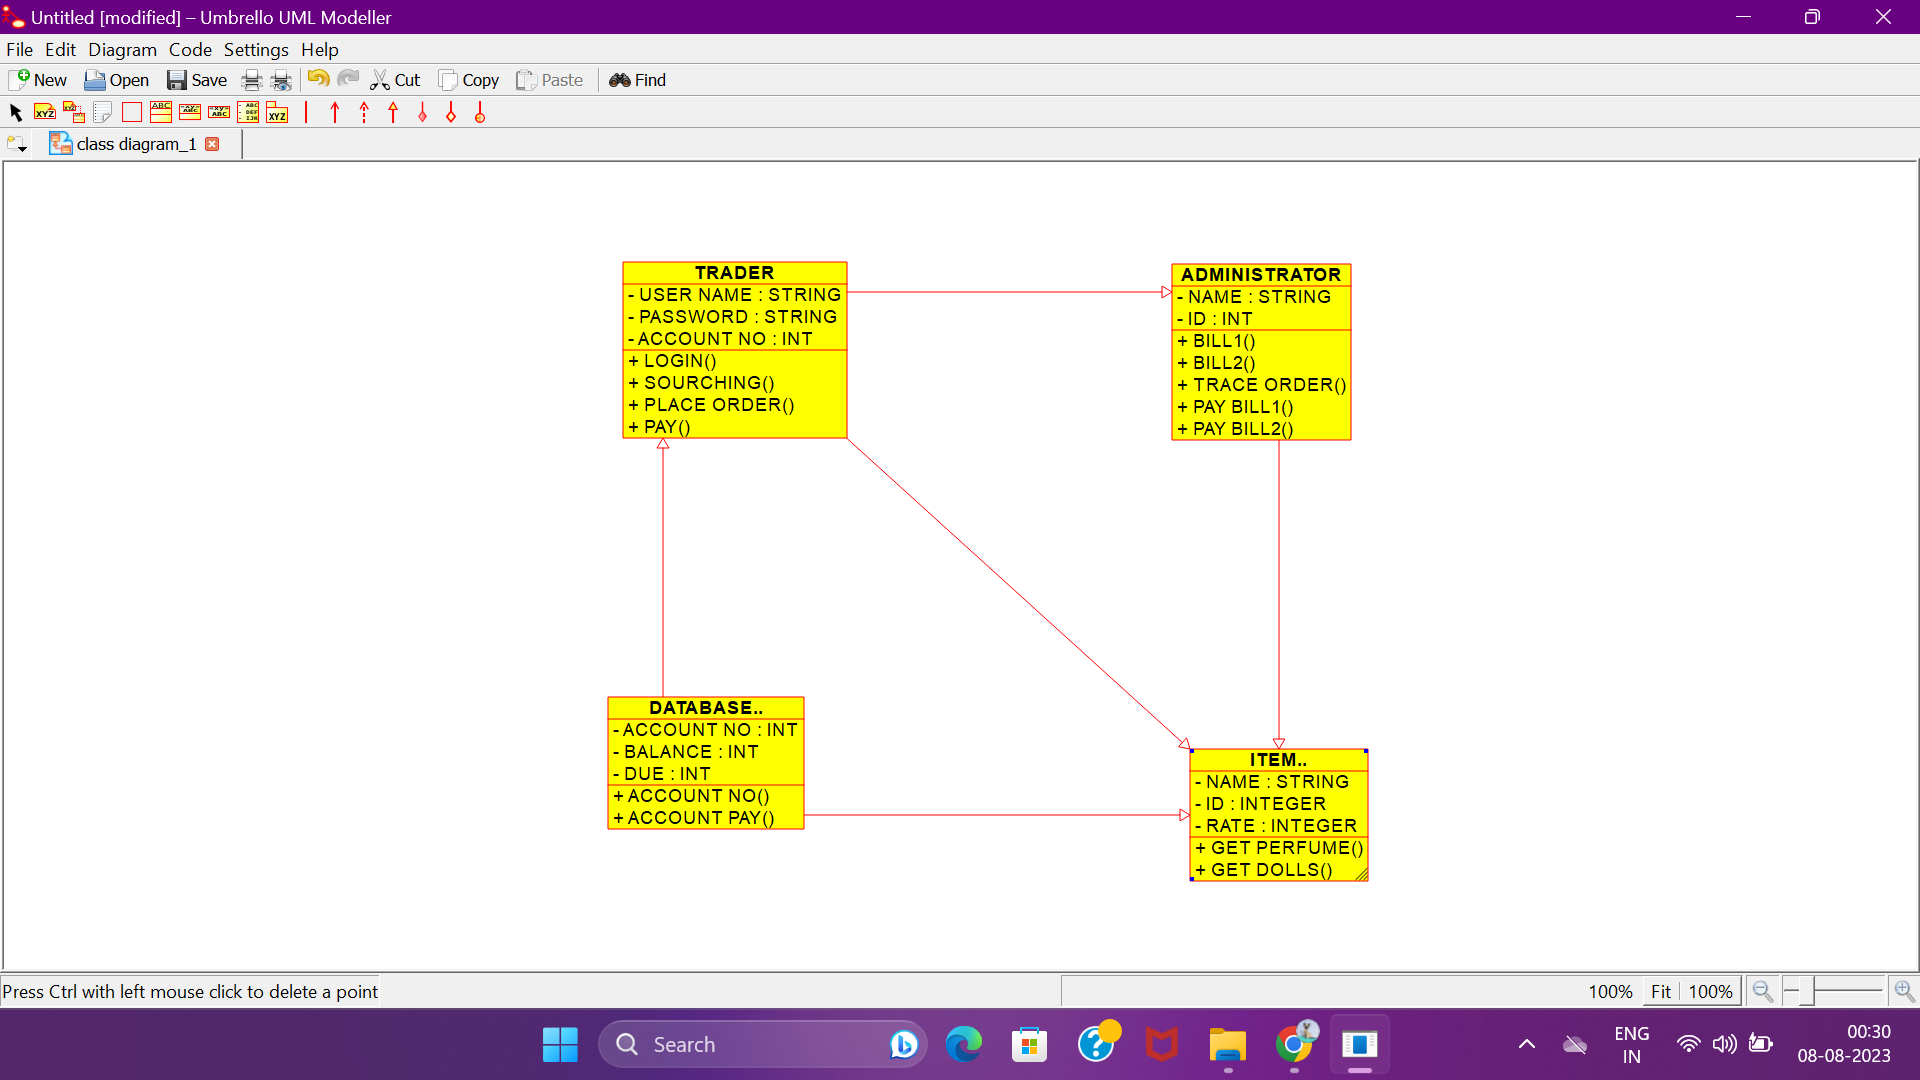 Untitled [modified] – Umbrello UML Modeller
File Edit Diagram Code Settings Help
New Open Save Cut Copy Paste Find
class diagram_1
TRADER
- USER NAME : STRING
- PASSWORD : STRING
- ACCOUNT NO : INT
+ LOGIN()
+ SOURCHING()
+ PLACE ORDER()
+ PAY()
ADMINISTRATOR
- NAME : STRING
- ID : INT
+ BILL1()
+ BILL2()
+ TRACE ORDER()
+ PAY BILL1()
+ PAY BILL2()
DATABASE..
- ACCOUNT NO : INT
- BALANCE : INT
- DUE : INT
+ ACCOUNT NO()
+ ACCOUNT PAY()
ITEM..
- NAME : STRING
- ID : INTEGER
- RATE : INTEGER
+ GET PERFUME()
+ GET DOLLS()
Press Ctrl with left mouse click to delete a point
100% Fit 100%
Search
ENG
IN
00:30
08-08-2023